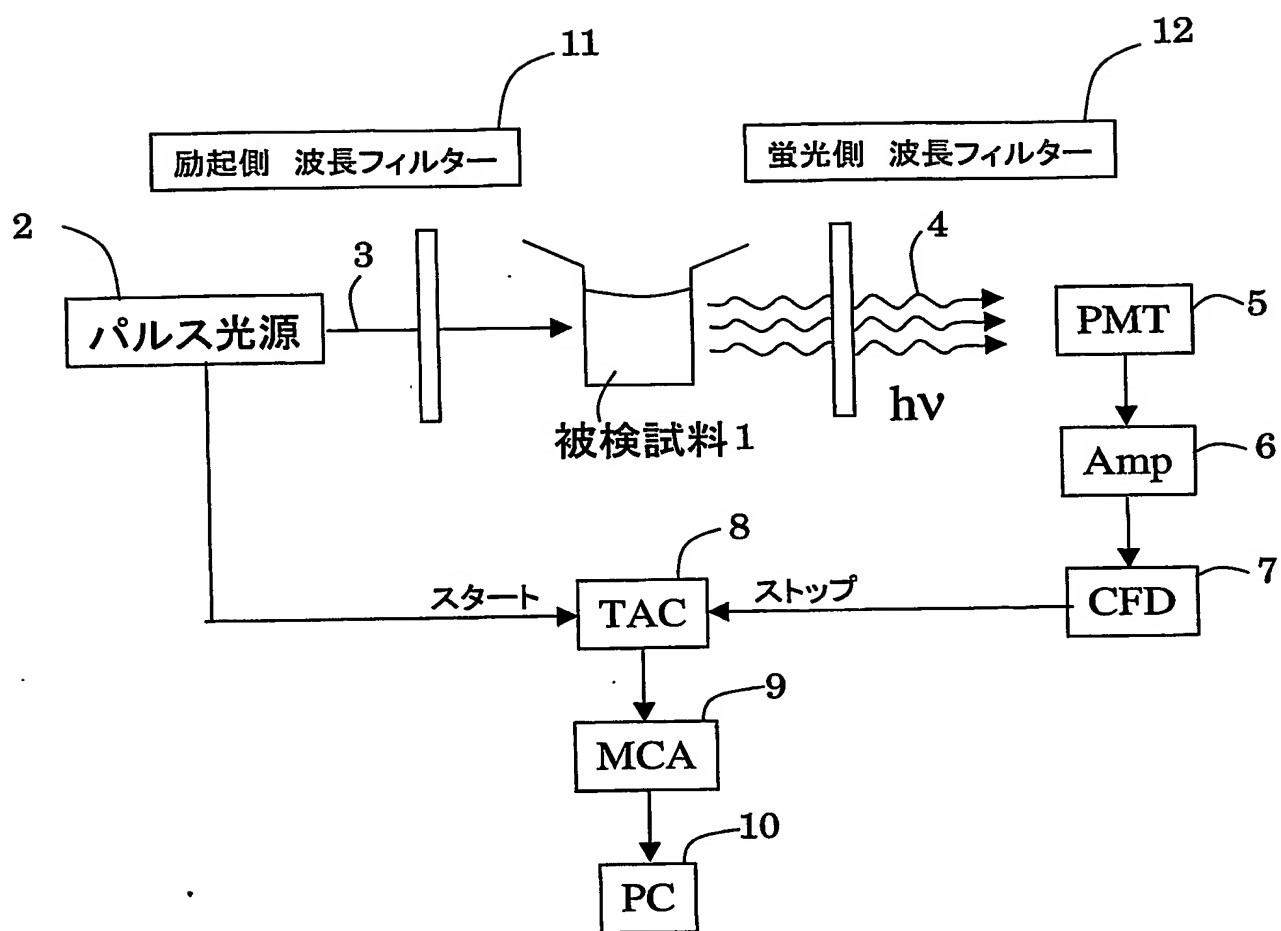 11
12
励起側 波長フィルター
蛍光側 波長フィルター
2
3
4
パルス光源
PMT
5
hν
被検試料1
Amp
6
8
7
スタート
TAC
ストップ
CFD
9
MCA
10
PC